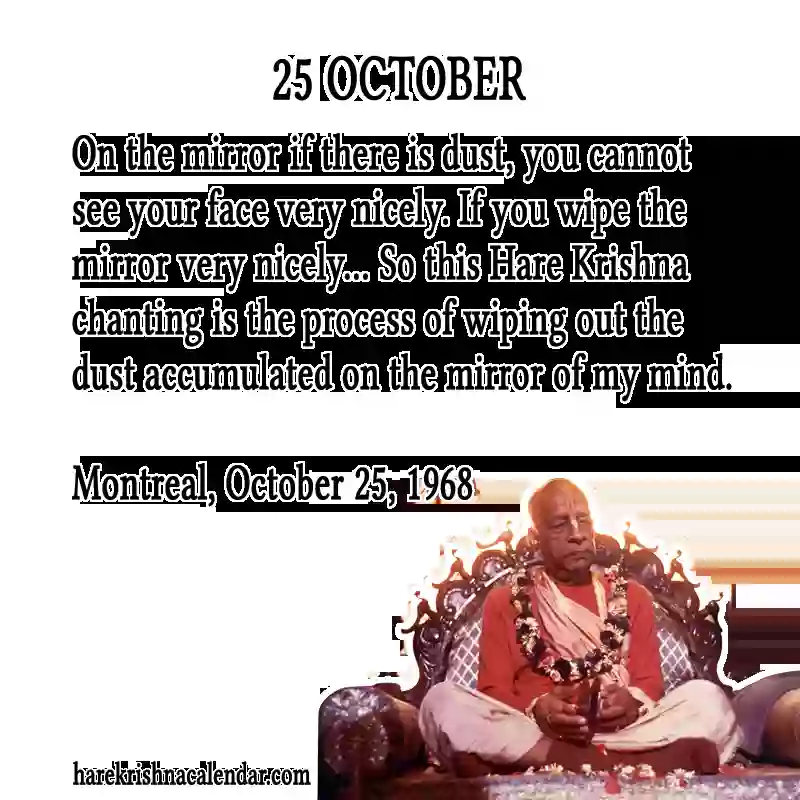 25 OCTOBER
On the mirror if there is dust, you cannot
see your face very nicely. If you wipe the
mirror very nicely... So this Hare Krishna
chanting is the process of wiping out the
dust accumulated on the mirror of my mind.
Montreal, October 25, 1968
harekrishnacalendar.com